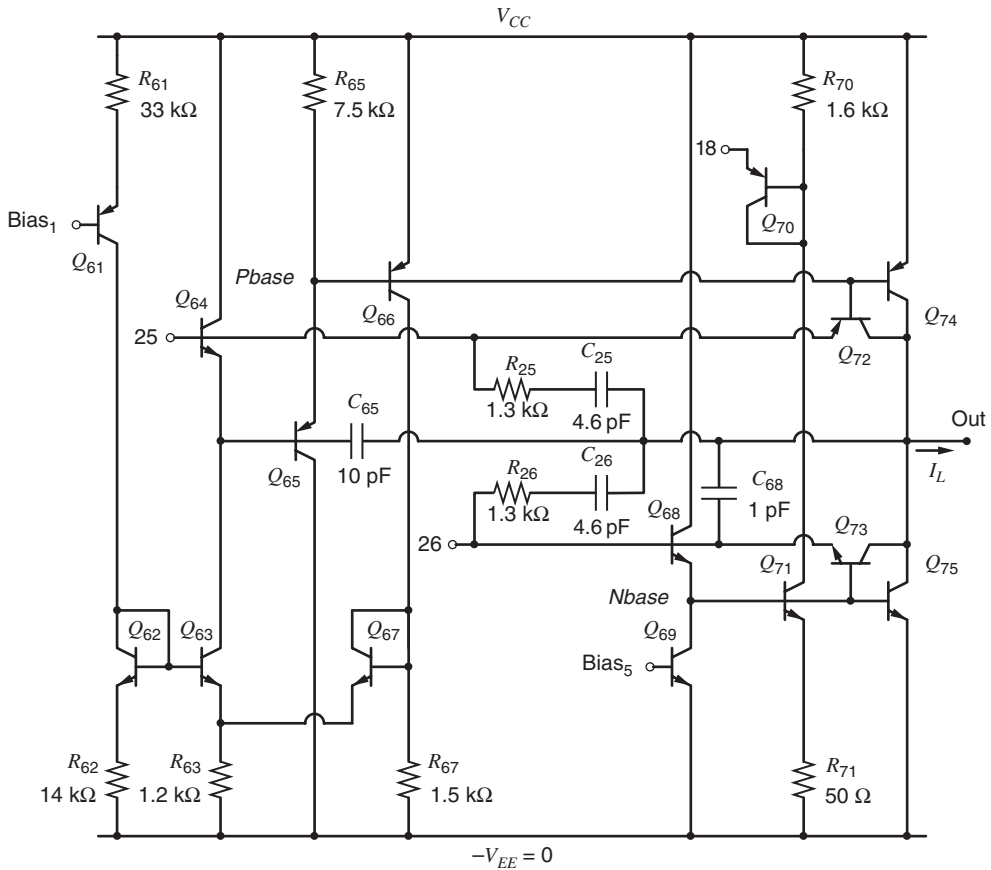 V_CC
R_61
33 kΩ
R_65
7.5 kΩ
R_70
1.6 kΩ
18
Bias_1
Q_61
Q_70
Pbase
Q_64
Q_66
Q_74
25
Q_72
R_25
1.3 kΩ
C_25
4.6 pF
C_65
10 pF
Q_65
Out
I_L
R_26
1.3 kΩ
C_26
4.6 pF
Q_68
C_68
1 pF
26
Q_73
Q_71
Q_75
Nbase
Q_62
Q_63
Q_67
Q_69
Bias_5
R_62
14 kΩ
R_63
1.2 kΩ
R_67
1.5 kΩ
R_71
50 Ω
–V_EE = 0